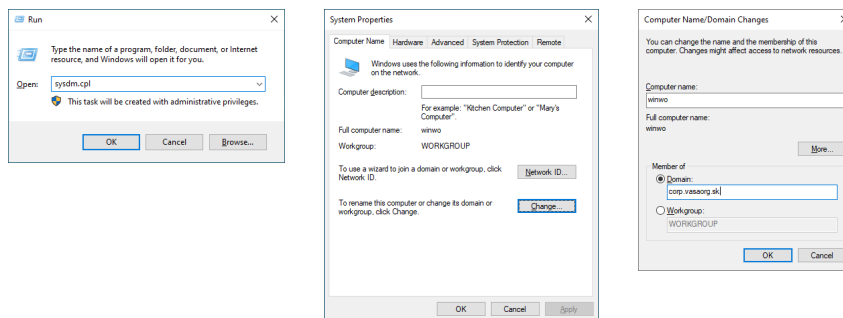 Run
Type the name of a program, folder, document, or Internet
resource, and Windows will open it for you.
Open:
sysdm.cpl
This task will be created with administrative privileges.
OK
Cancel
Browse...
System Properties
Computer Name
Hardware
Advanced
System Protection
Remote
Windows uses the following information to identify your computer
on the network.
Computer description:
For example: "Kitchen Computer" or "Mary's
Computer".
Full computer name:
winwo
Workgroup:
WORKGROUP
To use a wizard to join a domain or workgroup, click
Network ID.
Network ID...
To rename this computer or change its domain or
workgroup, click Change.
Change...
OK
Cancel
Apply
Computer Name/Domain Changes
You can change the name and the membership of this
computer. Changes might affect access to network resources.
Computer name:
winwo
Full computer name:
winwo
More...
Member of
Domain:
corp.vasaorg.sk
Workgroup:
WORKGROUP
OK
Cancel